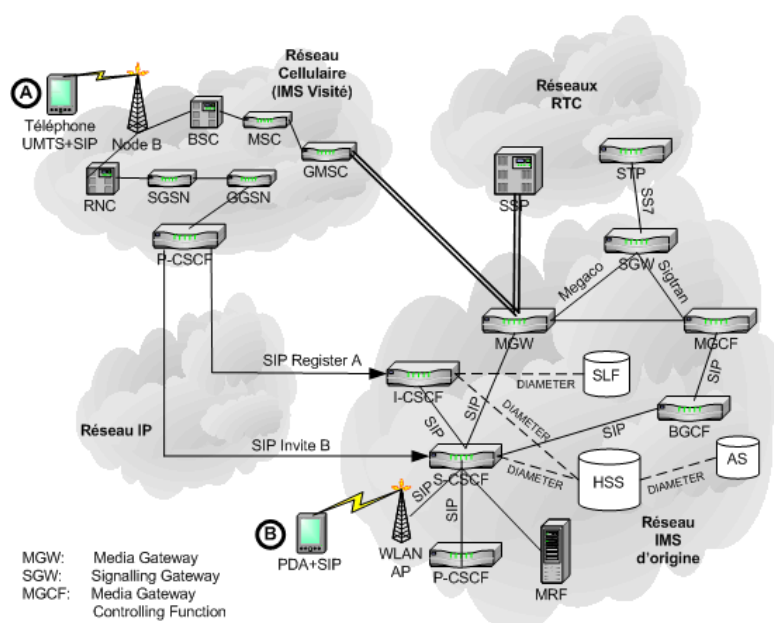 Réseau
Cellulaire
(IMS Visité)
Réseaux
RTC
A
Téléphone
UMTS+SIP
Node B
BSC
MSC
GMSC
RNC
SGSN
GGSN
P-CSCF
SSP
STP
SS7
SGW
Megaco
Sigtran
MGW
MGCF
SIP Register A
I-CSCF
DIAMETER
SLF
SIP
SIP
SIP
DIAMETER
SIP
BGCF
Réseau IP
SIP Invite B
S-CSCF
DIAMETER
HSS
DIAMETER
AS
SIP
SIP
B
PDA+SIP
WLAN
AP
P-CSCF
MRF
Réseau
IMS
d'origine
MGW: Media Gateway
SGW: Signalling Gateway
MGCF: Media Gateway
Controlling Function